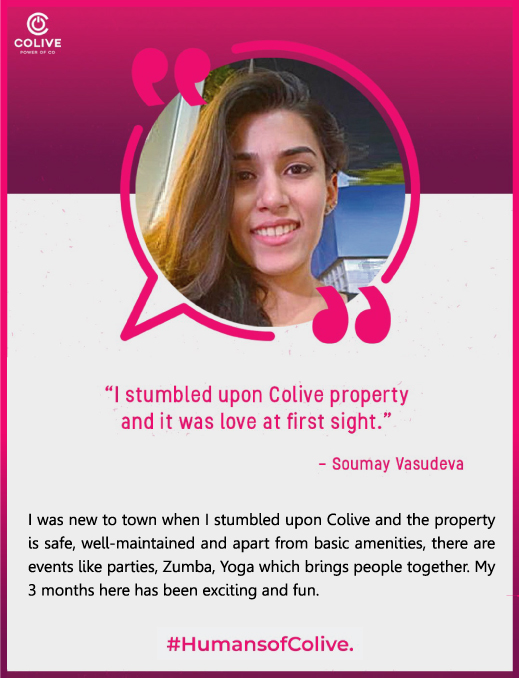 COLIVE
POWER OF CO
“I stumbled upon Colive property
and it was love at first sight.”
– Soumay Vasudeva
I was new to town when I stumbled upon Colive and the property
is safe, well-maintained and apart from basic amenities, there are
events like parties, Zumba, Yoga which brings people together. My
3 months here has been exciting and fun.
#HumansofColive.